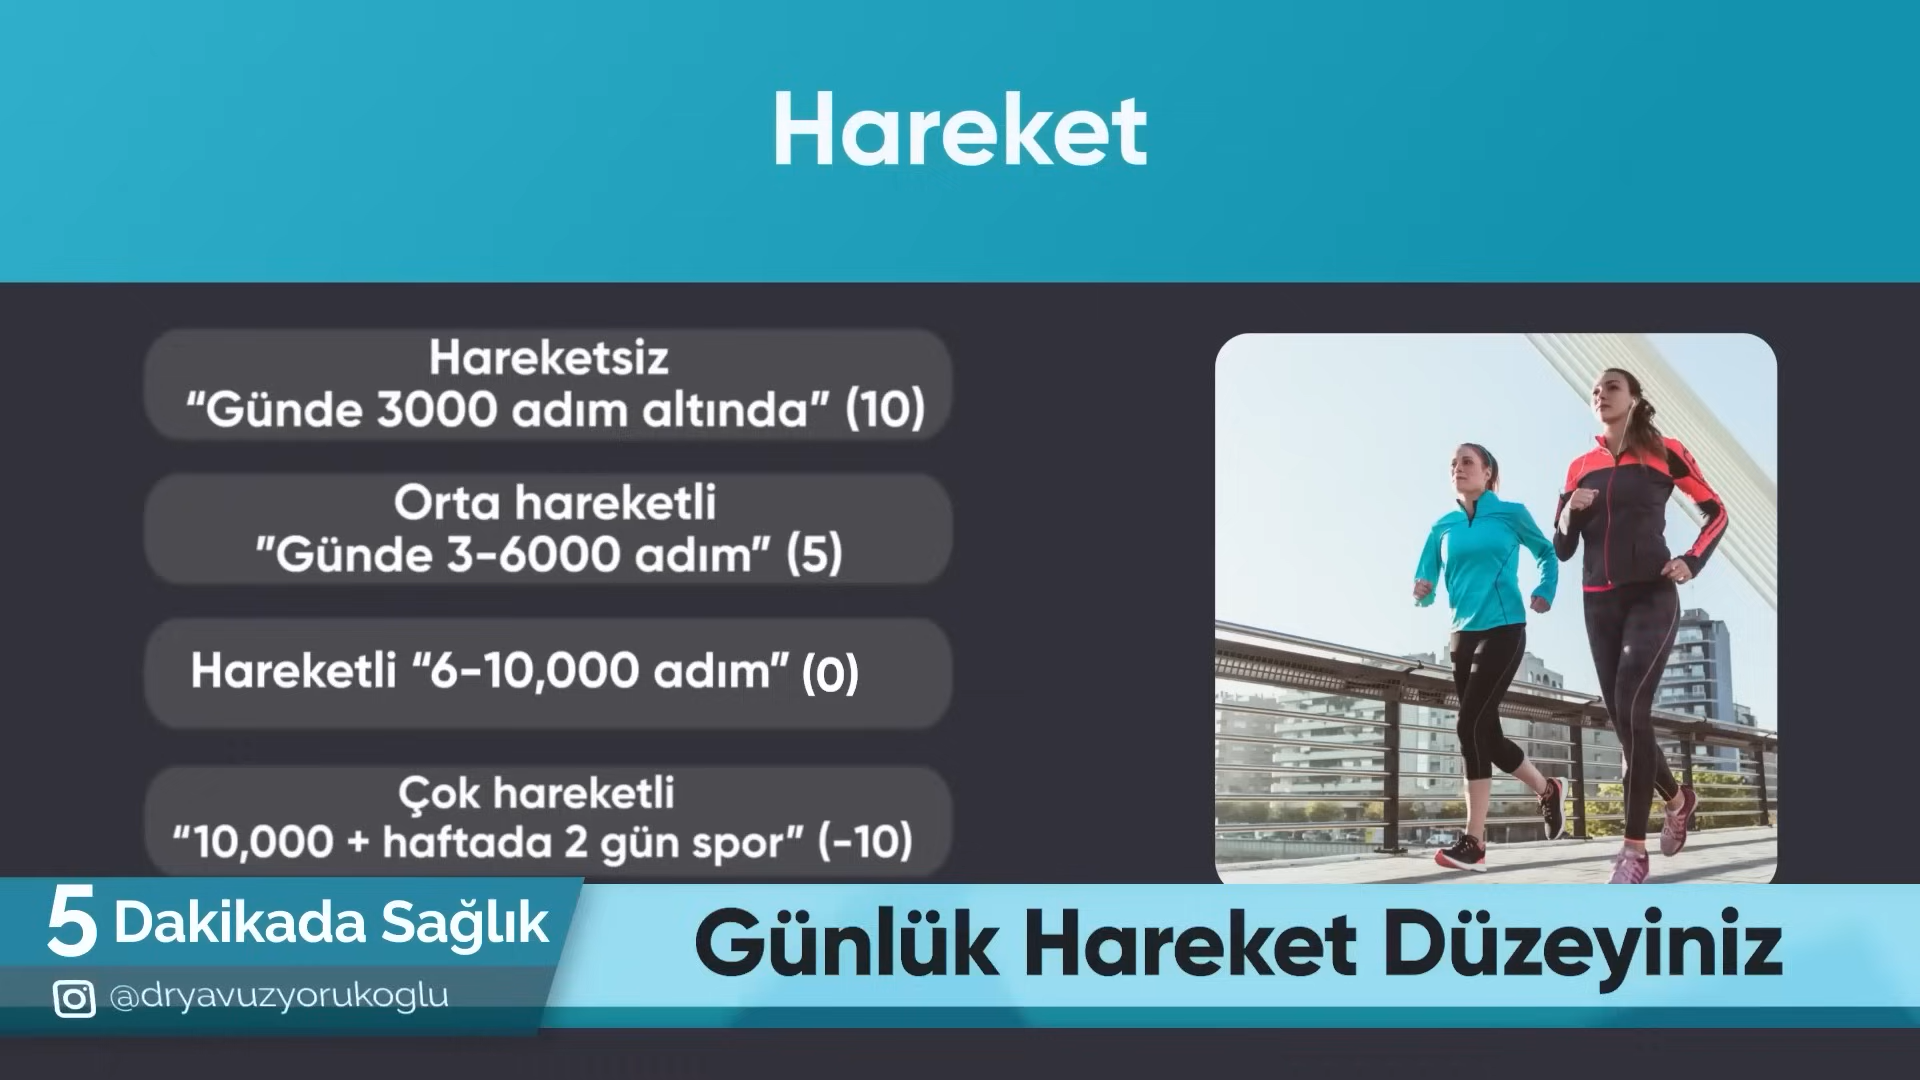 Hareket
Hareketsiz
“Günde 3000 adım altında” (10)
Orta hareketli
”Günde 3-6000 adım” (5)
Hareketli “6-10,000 adım” (0)
Çok hareketli
“10,000 + haftada 2 gün spor” (-10)
5 Dakikada Sağlık
@dryavuzyorukoglu
Günlük Hareket Düzeyiniz